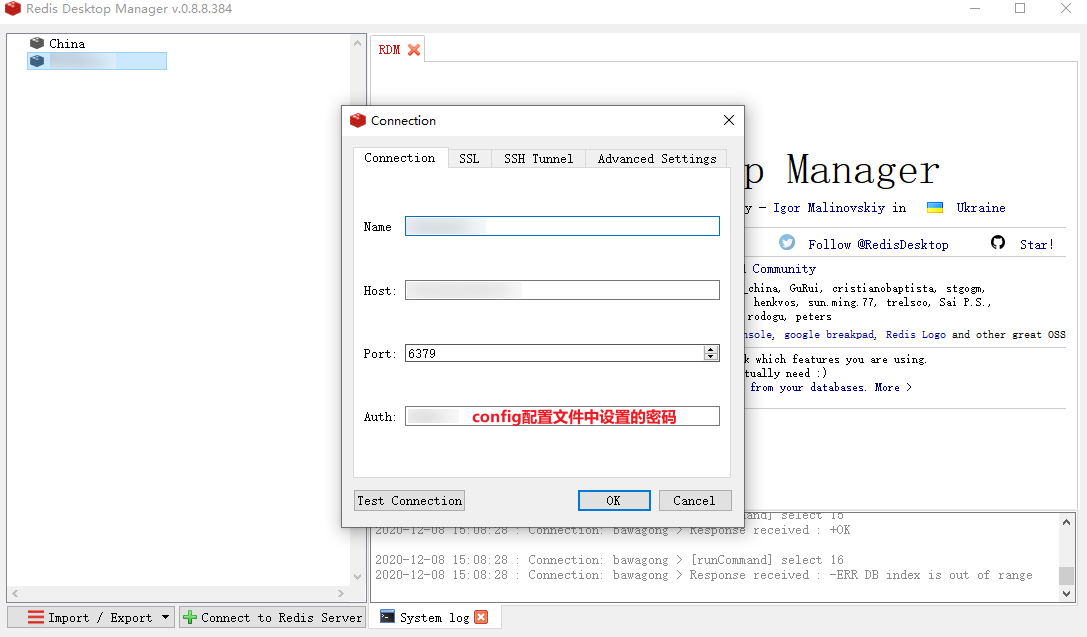 Redis Desktop Manager v.0.8.8.384
China
RDM
Connection
Connection SSL SSH Tunnel Advanced Settings
Name
Host:
Port: 6379
Auth: config配置文件中设置的密码
Test Connection OK Cancel
p Manager
y - Igor Malinovskiy in Ukraine
Follow @RedisDesktop Star!
Community
_china, GuRui, cristianobaptista, stgogm,
henkvos, sun.ming.77, trelsco, Sai P.S.,
rodogu, peters
nsole, google breakpad, Redis Logo and other great OSS
k which features you are using.
tually need :)
from your databases. More >
mand] select 15
2020-12-08 15:08:28 : Connection: bawagong > Response received : +OK
2020-12-08 15:08:28 : Connection: bawagong > [runCommand] select 16
2020-12-08 15:08:28 : Connection: bawagong > Response received : -ERR DB index is out of range
Import / Export Connect to Redis Server System log